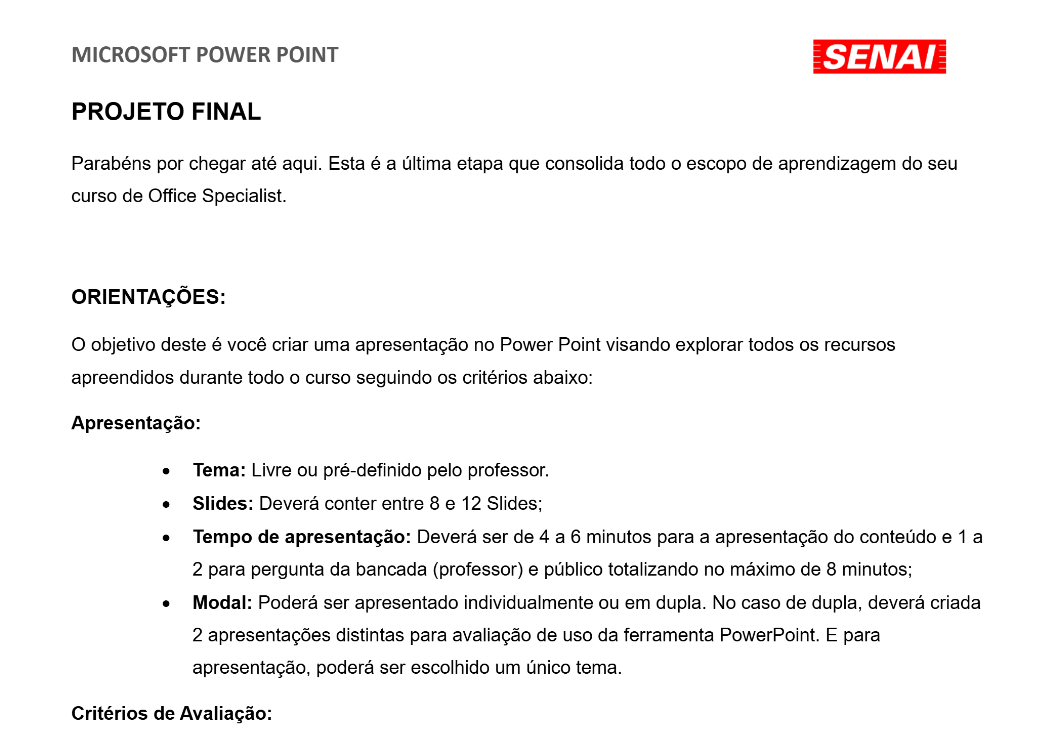 MICROSOFT POWER POINT
SENAI
PROJETO FINAL
Parabéns por chegar até aqui. Esta é a última etapa que consolida todo o escopo de aprendizagem do seu
curso de Office Specialist.
ORIENTAÇÕES:
O objetivo deste é você criar uma apresentação no Power Point visando explorar todos os recursos
apreendidos durante todo o curso seguindo os critérios abaixo:
Apresentação:
• Tema: Livre ou pré-definido pelo professor.
• Slides: Deverá conter entre 8 e 12 Slides;
• Tempo de apresentação: Deverá ser de 4 a 6 minutos para a apresentação do conteúdo e 1 a
2 para pergunta da bancada (professor) e público totalizando no máximo de 8 minutos;
• Modal: Poderá ser apresentado individualmente ou em dupla. No caso de dupla, deverá criada
2 apresentações distintas para avaliação de uso da ferramenta PowerPoint. E para
apresentação, poderá ser escolhido um único tema.
Critérios de Avaliação: